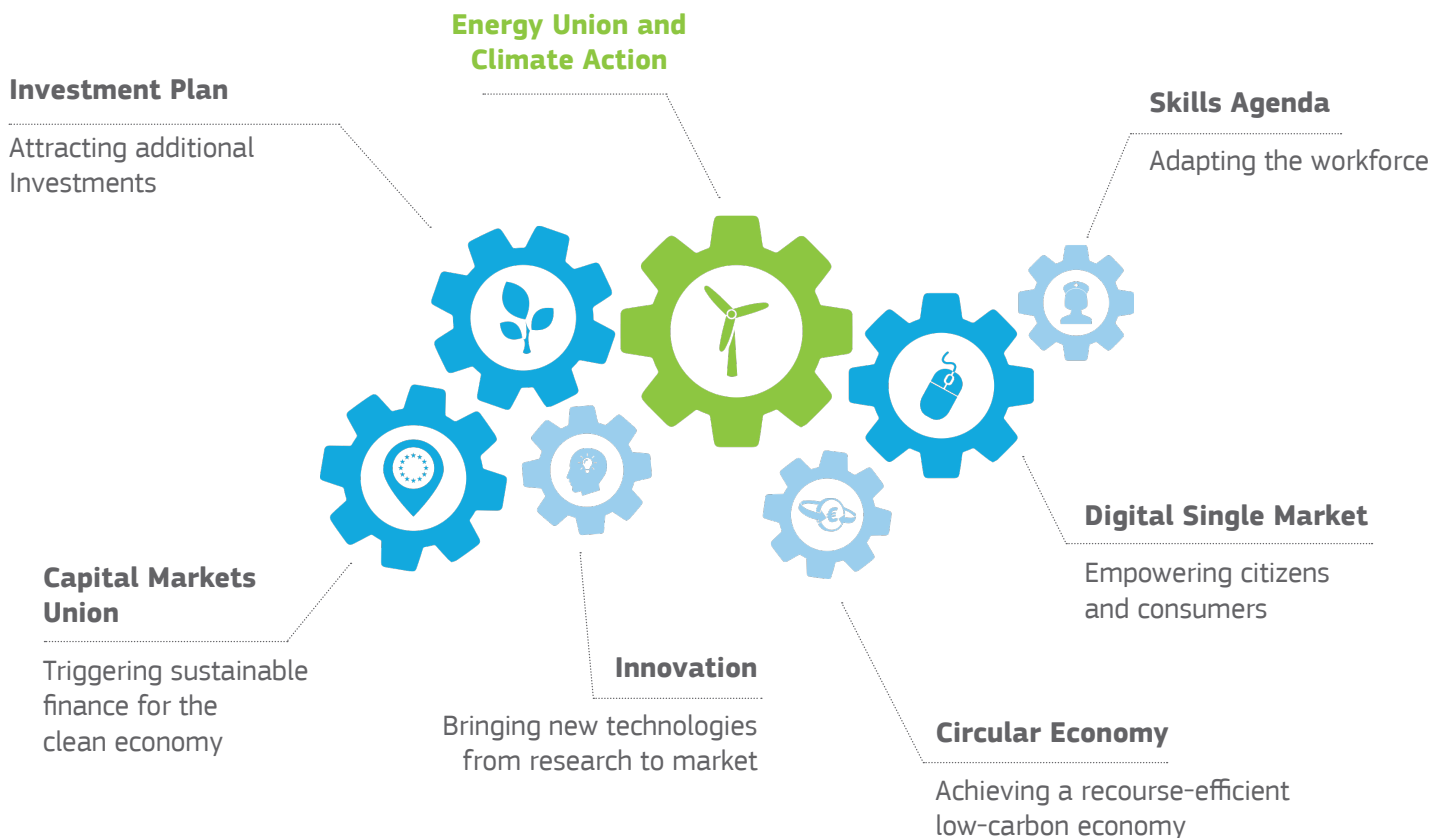 Energy Union and
Climate Action
Investment Plan
Attracting additional
Investments
Skills Agenda
Adapting the workforce
Capital Markets
Union
Triggering sustainable
finance for the
clean economy
Innovation
Bringing new technologies
from research to market
Circular Economy
Achieving a recourse-efficient
low-carbon economy
Digital Single Market
Empowering citizens
and consumers
€